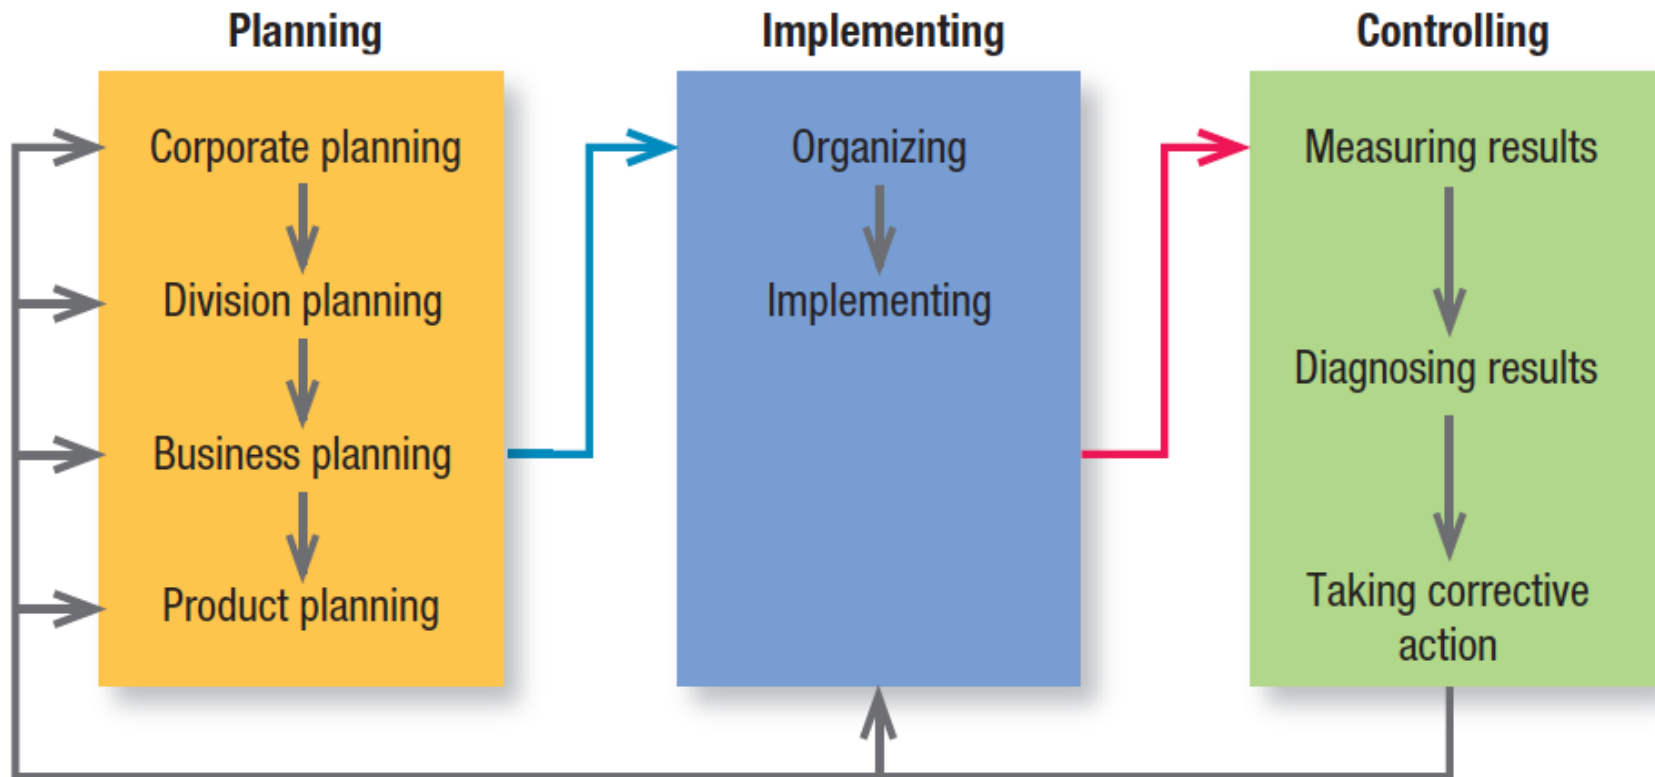 Planning
Corporate planning
Division planning
Business planning
Product planning
Implementing
Organizing
Implementing
Controlling
Measuring results
Diagnosing results
Taking corrective
action